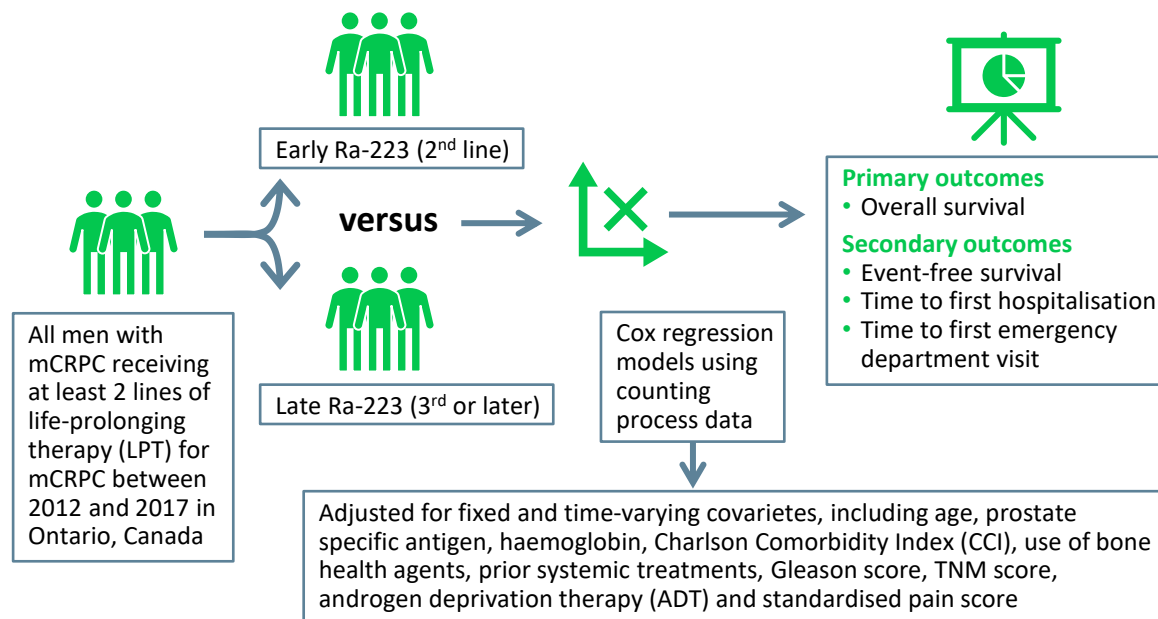 All men with
mCRPC receiving
at least 2 lines of
life-prolonging
therapy (LPT) for
mCRPC between
2012 and 2017 in
Ontario, Canada
Early Ra-223 (2nd line)
versus
Late Ra-223 (3rd or later)
Cox regression
models using
counting
process data
Adjusted for fixed and time-varying covarietes, including age, prostate
specific antigen, haemoglobin, Charlson Comorbidity Index (CCI), use of bone
health agents, prior systemic treatments, Gleason score, TNM score,
androgen deprivation therapy (ADT) and standardised pain score
Primary outcomes
• Overall survival
Secondary outcomes
• Event-free survival
• Time to first hospitalisation
• Time to first emergency
department visit